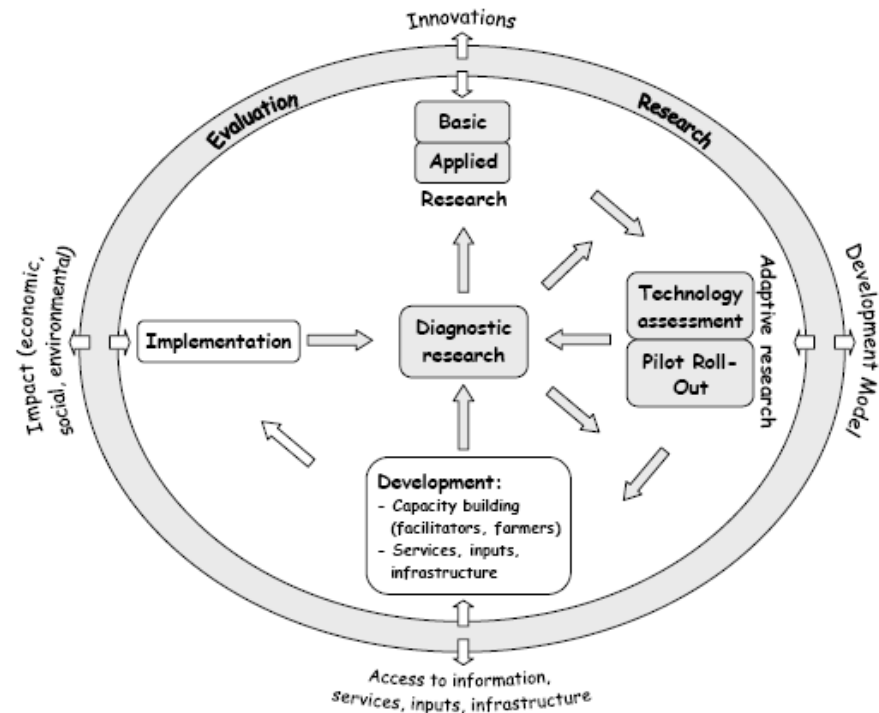 Innovations
Evaluation
Research
Basic
Applied
Research
Impact (economic,
social, environmental)
Implementation
Diagnostic
research
Technology
assessment
Pilot Roll-
Out
Adaptive research
Development Model
Development:
- Capacity building
(facilitators, farmers)
- Services, inputs,
infrastructure
Access to information,
services, inputs, infrastructure